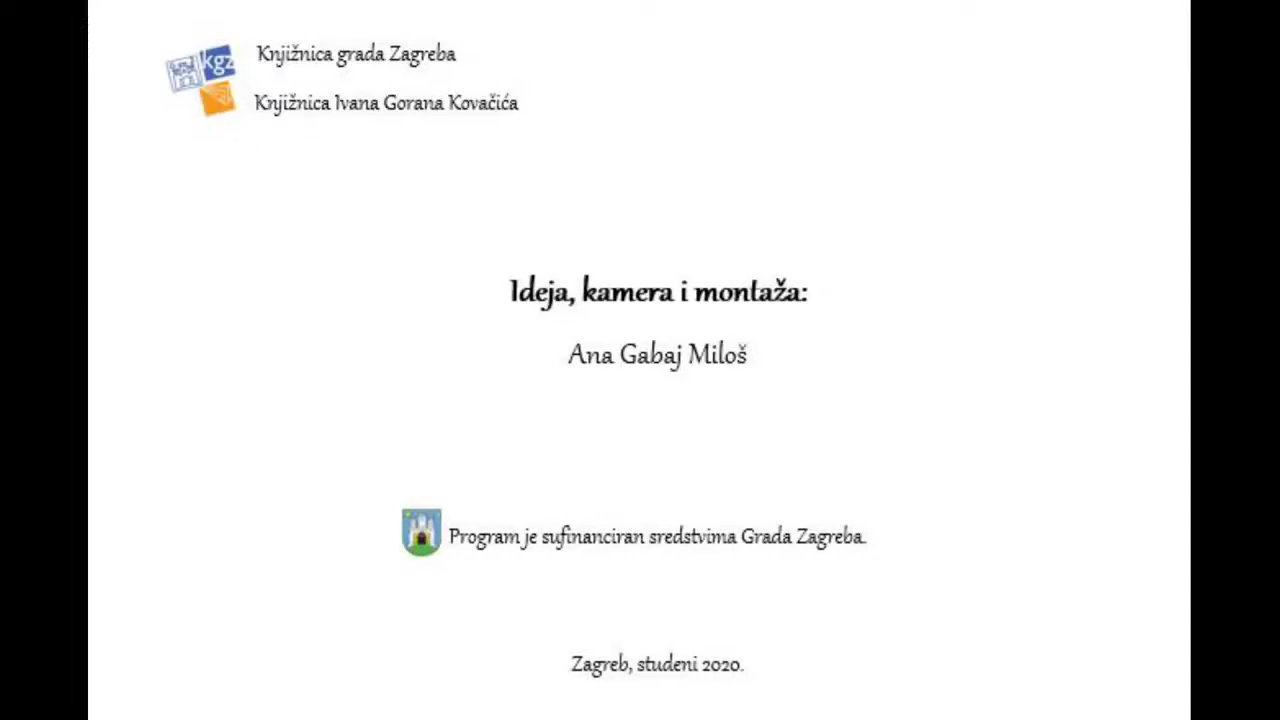 kgz
Knjižnica grada Zagreba
Knjižnica Ivana Gorana Kovačića
Ideja, kamera i montaža:
Ana Gabaj Miloš
Program je sufinanciran sredstvima Grada Zagreba.
Zagreb, studeni 2020.